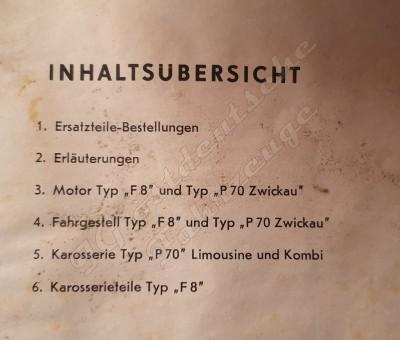 INHALTSÜBERSICHT
1. Ersatzteile-Bestellungen
2. Erläuterungen
3. Motor Typ „F 8" und Typ „P 70 Zwickau"
4. Fahrgestell Typ „F 8" und Typ „P 70 Zwickau"
5. Karosserie Typ „P 70" Limousine und Kombi
6. Karosserieteile Typ „F 8"